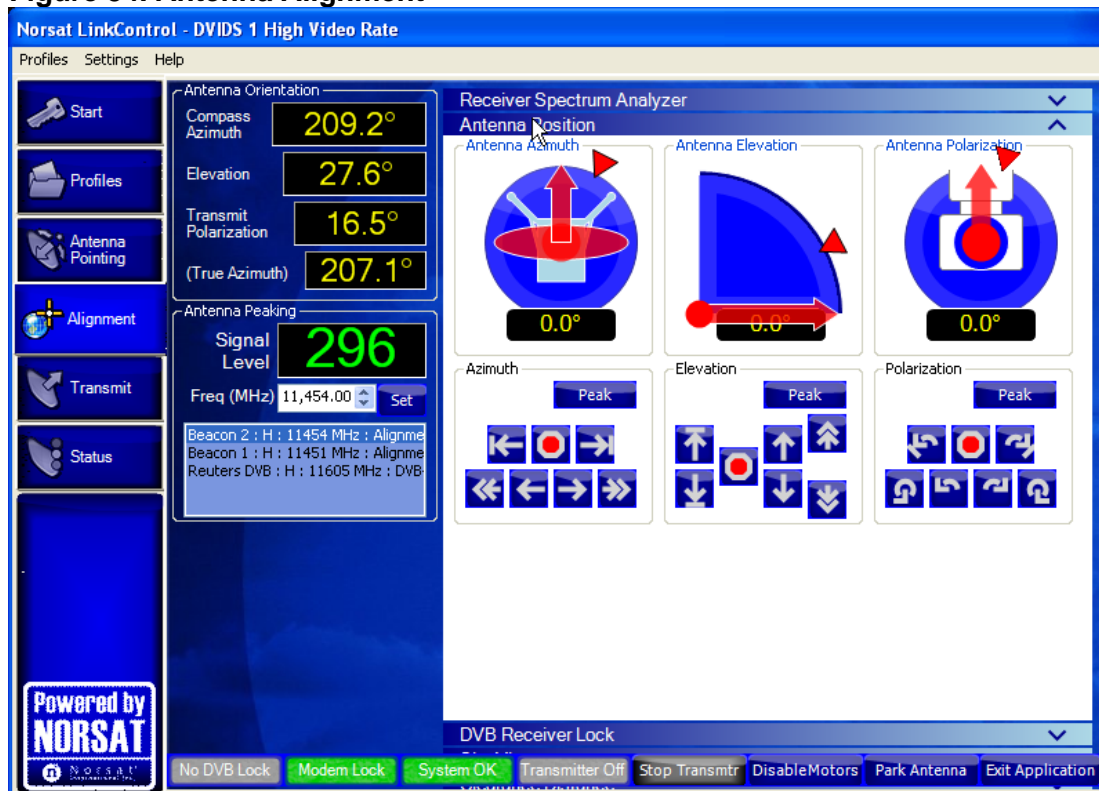 Norsat LinkControl - DVIDS 1 High Video Rate
Profiles Settings Help
Start
Profiles
Antenna
Pointing
Alignment
Transmit
Status
Powered by
NORSAT
Norsat
Antenna Orientation
Compass
Azimuth
209.2°
Elevation
27.6°
Transmit
Polarization
16.5°
(True Azimuth)
207.1°
Antenna Peaking
Signal
Level
296
Freq (MHz)
11,454.00
Set
Beacon 2 : H : 11454 MHz : Alignme
Beacon 1 : H : 11451 MHz : Alignme
Reuters DVB : H : 11605 MHz : DVB-
Receiver Spectrum Analyzer
Antenna Position
Antenna Azimuth
0.0°
Antenna Elevation
0.0°
Antenna Polarization
0.0°
Azimuth
Peak
Elevation
Peak
Polarization
Peak
DVB Receiver Lock
No DVB Lock
Modem Lock
System OK
Transmitter Off
Stop Transmtr
DisableMotors
Park Antenna
Exit Application